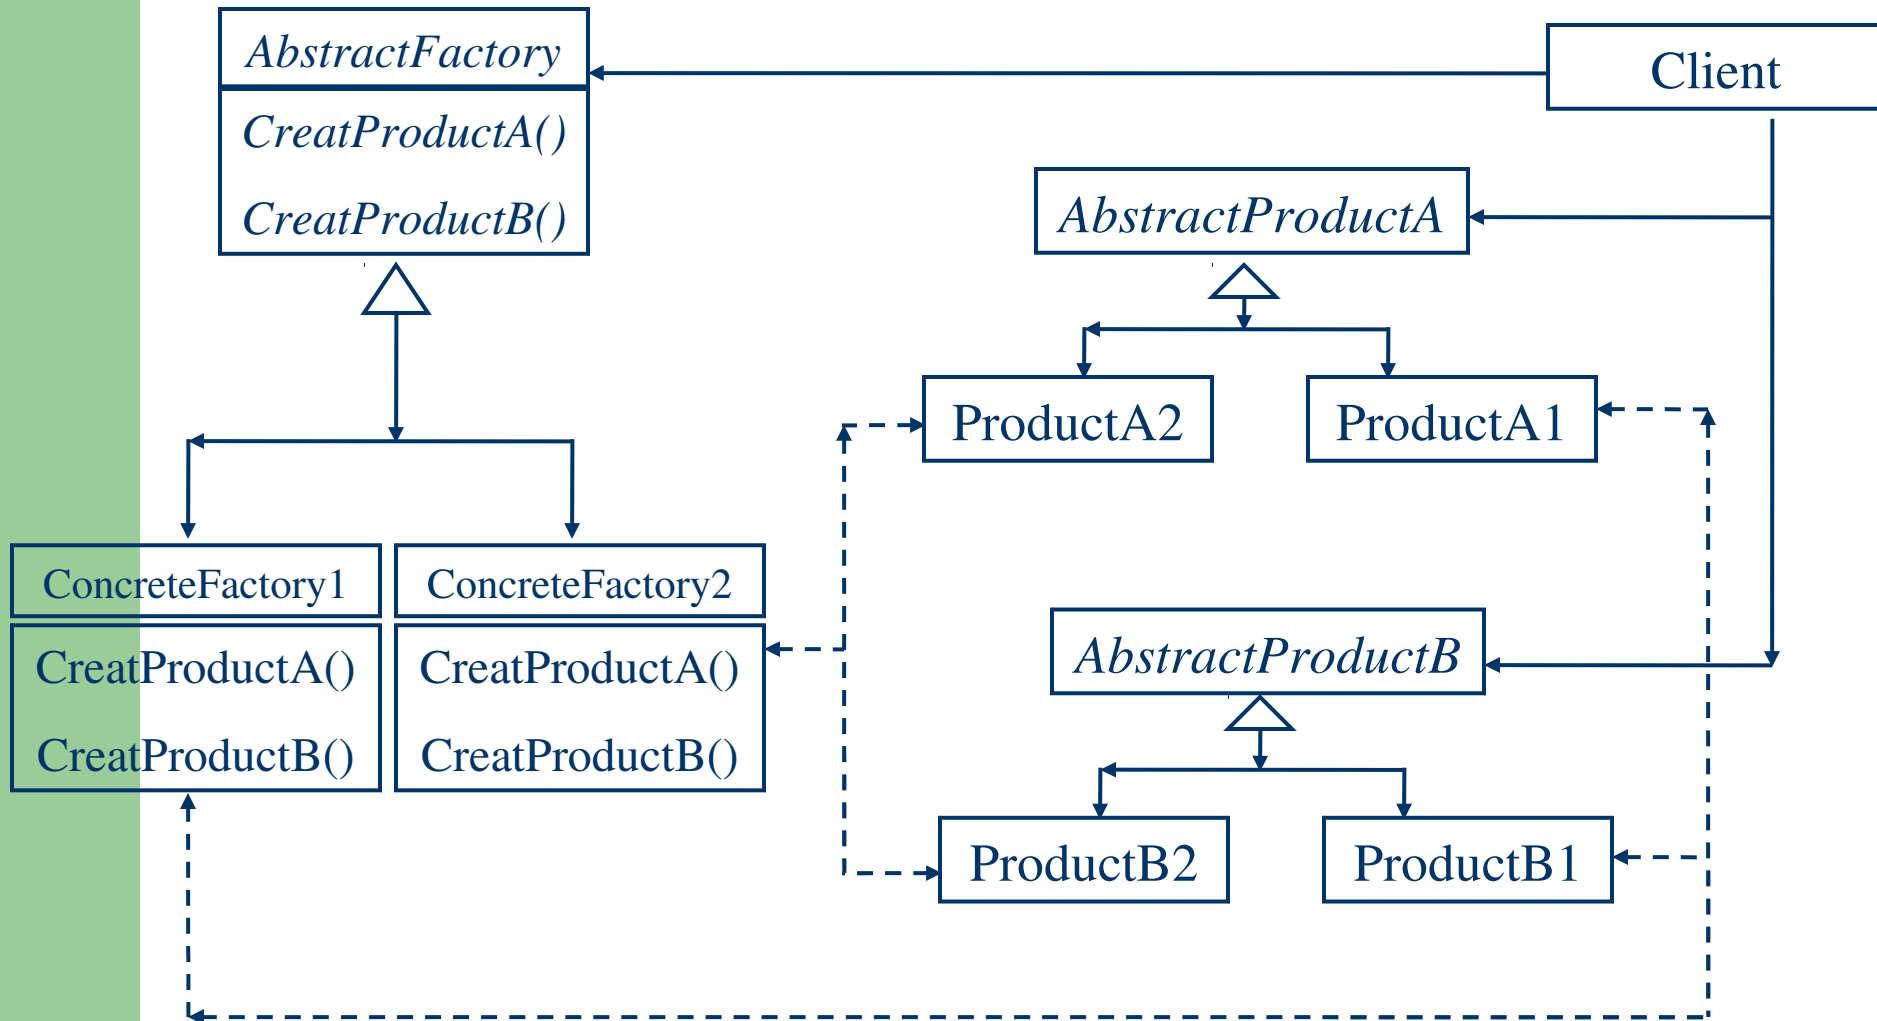 AbstractFactory
CreatProductA()
CreatProductB()
Client
AbstractProductA
ProductA2
ProductA1
ConcreteFactory1
CreatProductA()
CreatProductB()
ConcreteFactory2
CreatProductA()
CreatProductB()
AbstractProductB
ProductB2
ProductB1